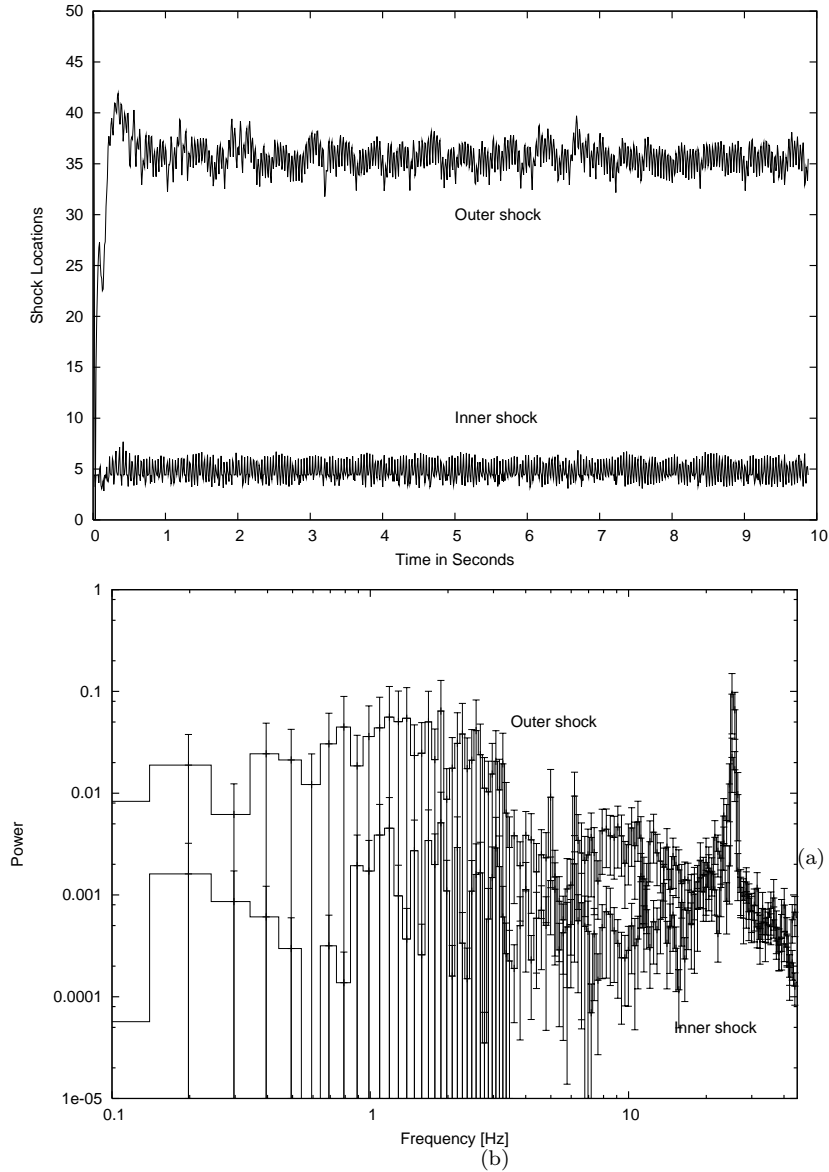 50
45
40
35
30
25
20
15
10
5
0
Shock Locations
Outer shock
Inner shock
0 1 2 3 4 5 6 7 8 9 10
Time in Seconds
1
0.1
0.01
0.001
0.0001
1e-05
Power
Outer shock
(a)
Inner shock
0.1 1 10
Frequency [Hz]
(b)